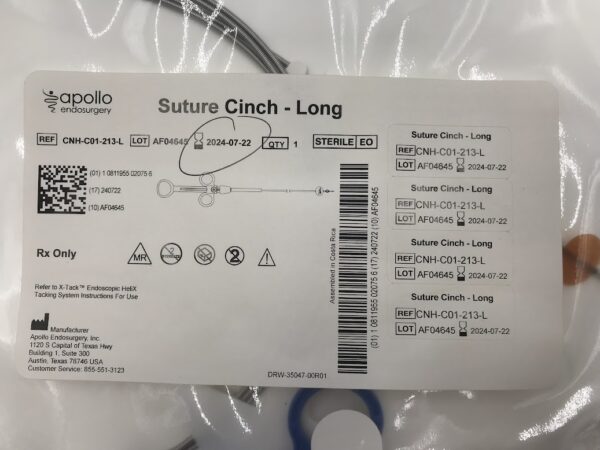 apollo
endosurgery
Suture Cinch - Long
REF CNH-C01-213-L LOT AF04645 2024-07-22 QTY 1 STERILE EO
(01) 1 0811955 02075 6
(17) 240722
(10) AF04645
Rx Only
MR
2
Refer to X-Tack™ Endoscopic HeliX
Tacking System Instructions For Use
Manufacturer
Apollo Endosurgery, Inc.
1120 S Capital of Texas Hwy
Building 1, Suite 300
Austin, Texas 78746 USA
Customer Service: 855-551-3123
DRW-35047-00R01
Assembled in Costa Rica
(01) 1 0811955 02075 6 (17) 240722 (10) AF04645
Suture Cinch - Long
REF CNH-C01-213-L
LOT AF04645 2024-07-22
Suture Cinch - Long
REF CNH-C01-213-L
LOT AF04645 2024-07-22
Suture Cinch - Long
REF CNH-C01-213-L
LOT AF04645 2024-07-22
Suture Cinch - Long
REF CNH-C01-213-L
LOT AF04645 2024-07-22